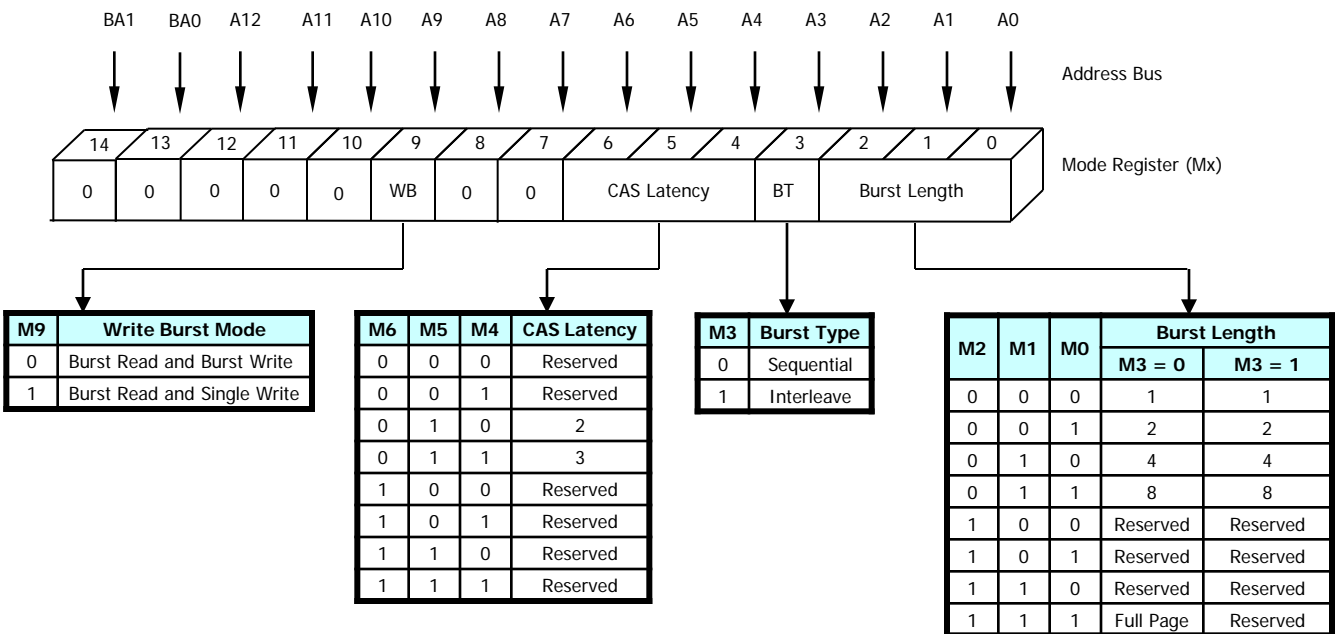 BA1 BA0 A12 A11 A10 A9 A8 A7 A6 A5 A4 A3 A2 A1 A0
Address Bus
14 13 12 11 10 9 8 7 6 5 4 3 2 1 0
Mode Register (Mx)
0 0 0 0 0 WB 0 0 CAS Latency BT Burst Length
M9 Write Burst Mode
0 Burst Read and Burst Write
1 Burst Read and Single Write
M6 M5 M4 CAS Latency
0 0 0 Reserved
0 0 1 Reserved
0 1 0 2
0 1 1 3
1 0 0 Reserved
1 0 1 Reserved
1 1 0 Reserved
1 1 1 Reserved
M3 Burst Type
0 Sequential
1 Interleave
M2 M1 M0 Burst Length
M3 = 0 M3 = 1
0 0 0 1 1
0 0 1 2 2
0 1 0 4 4
0 1 1 8 8
1 0 0 Reserved Reserved
1 0 1 Reserved Reserved
1 1 0 Reserved Reserved
1 1 1 Full Page Reserved